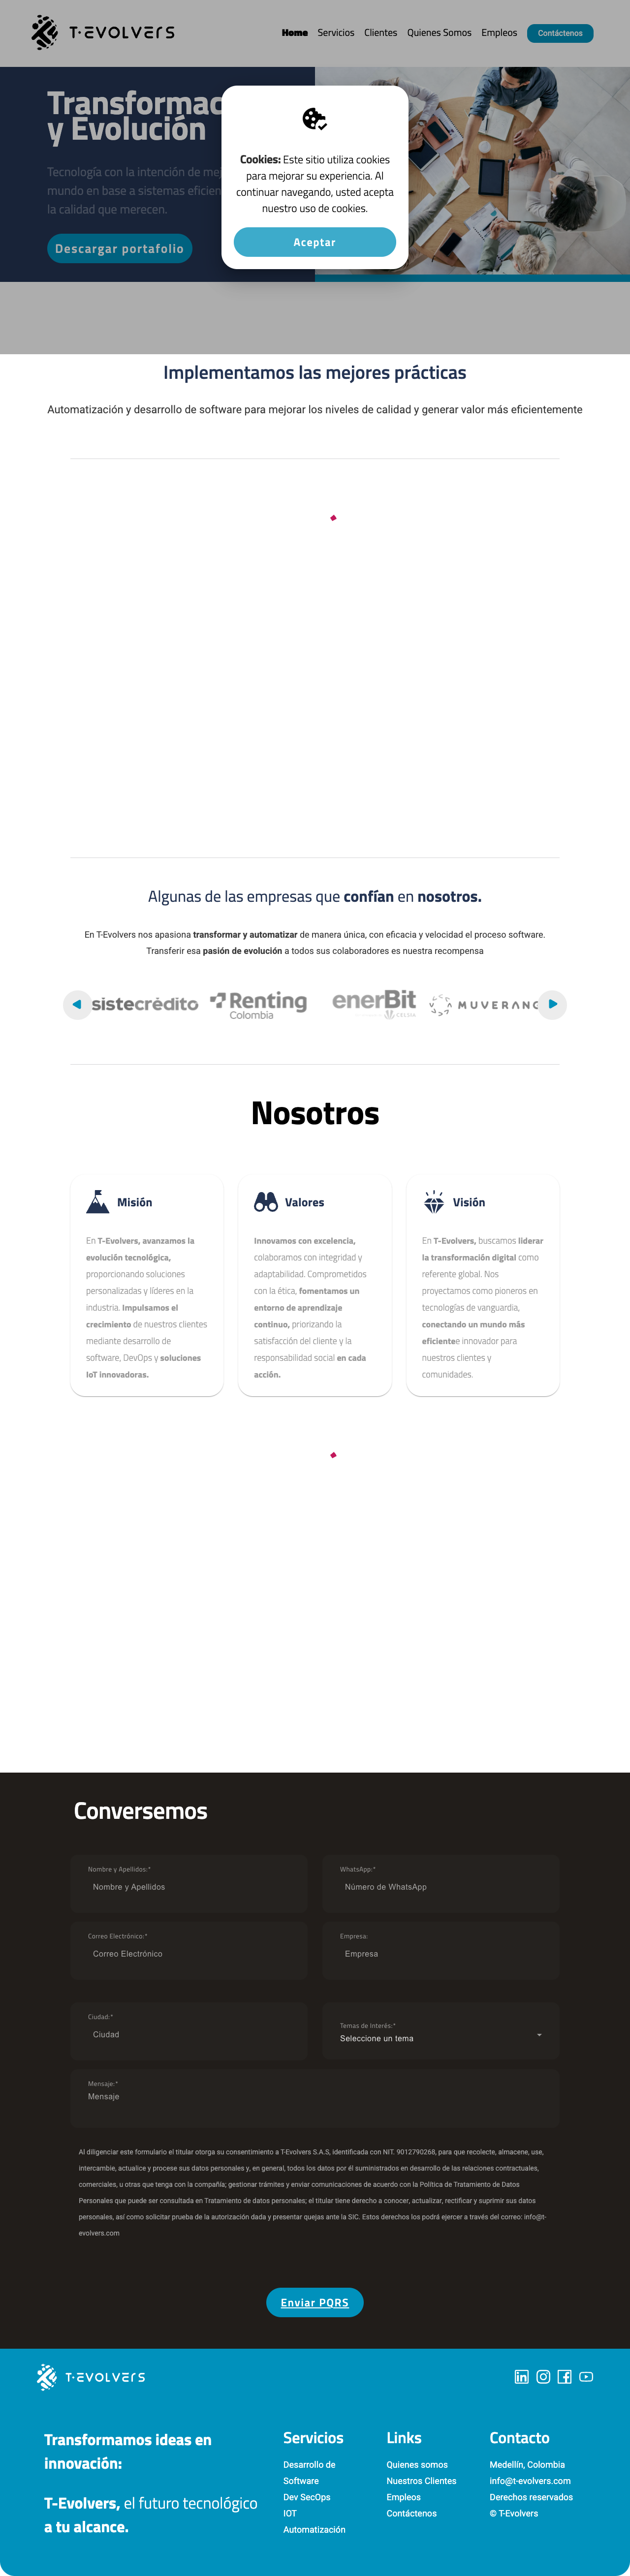 T-EVOLVERS
Home Servicios Clientes Quienes Somos Empleos Contáctenos
Transformac
y Evolución
Tecnología con la intención de mej
mundo en base a sistemas eficien
la calidad que merecen.
Descargar portafolio
Cookies: Este sitio utiliza cookies
para mejorar su experiencia. Al
continuar navegando, usted acepta
nuestro uso de cookies.
Aceptar
Implementamos las mejores prácticas
Automatización y desarrollo de software para mejorar los niveles de calidad y generar valor más eficientemente
Algunas de las empresas que confían en nosotros.
En T-Evolvers nos apasiona transformar y automatizar de manera única, con eficacia y velocidad el proceso software.
Transferir esa pasión de evolución a todos sus colaboradores es nuestra recompensa
sistecrédito
Renting
Colombia
enerBit
CELSIA
MUVERANG
Nosotros
Misión
En T-Evolvers, avanzamos la
evolución tecnológica,
proporcionando soluciones
personalizadas y líderes en la
industria. Impulsamos el
crecimiento de nuestros clientes
mediante desarrollo de
software, DevOps y soluciones
IoT innovadoras.
Valores
Innovamos con excelencia,
colaboramos con integridad y
adaptabilidad. Comprometidos
con la ética, fomentamos un
entorno de aprendizaje
continuo, priorizando la
satisfacción del cliente y la
responsabilidad social en cada
acción.
Visión
En T-Evolvers, buscamos liderar
la transformación digital como
referente global. Nos
proyectamos como pioneros en
tecnologías de vanguardia,
conectando un mundo más
eficientee innovador para
nuestros clientes y
comunidades.
Conversemos
Nombre y Apellidos:*
Nombre y Apellidos
WhatsApp:*
Número de WhatsApp
Correo Electrónico:*
Correo Electrónico
Empresa:
Empresa
Ciudad:*
Ciudad
Temas de Interés:*
Seleccione un tema
Mensaje:*
Mensaje
Al diligenciar este formulario el titular otorga su consentimiento a T-Evolvers S.A.S, identificada con NIT. 9012790268, para que recolecte, almacene, use,
intercambie, actualice y procese sus datos personales y, en general, todos los datos por él suministrados en desarrollo de las relaciones contractuales,
comerciales, u otras que tenga con la compañía; gestionar trámites y enviar comunicaciones de acuerdo con la Política de Tratamiento de Datos
Personales que puede ser consultada en Tratamiento de datos personales; el titular tiene derecho a conocer, actualizar, rectificar y suprimir sus datos
personales, así como solicitar prueba de la autorización dada y presentar quejas ante la SIC. Estos derechos los podrá ejercer a través del correo: info@t-
evolvers.com
Enviar PQRS
T-EVOLVERS
Transformamos ideas en
innovación:
T-Evolvers, el futuro tecnológico
a tu alcance.
Servicios
Desarrollo de
Software
Dev SecOps
IOT
Automatización
Links
Quienes somos
Nuestros Clientes
Empleos
Contáctenos
Contacto
Medellín, Colombia
info@t-evolvers.com
Derechos reservados
© T-Evolvers